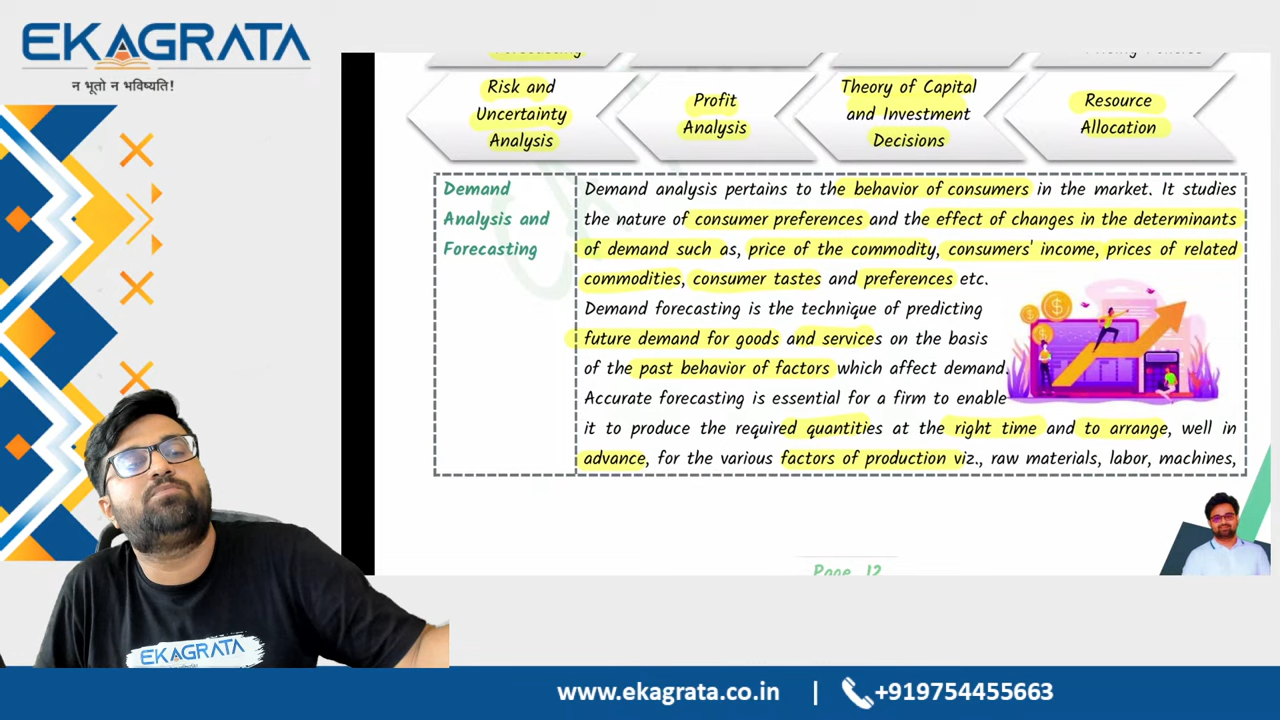 EKAGRATA
न भूतो न भविष्यति!
Forecasting
Pricing Policies
Risk and
Uncertainty
Analysis
Profit
Analysis
Theory of Capital
and Investment
Decisions
Resource
Allocation
Demand
Analysis and
Forecasting
Demand analysis pertains to the behavior of consumers in the market. It studies
the nature of consumer preferences and the effect of changes in the determinants
of demand such as, price of the commodity, consumers' income, prices of related
commodities, consumer tastes and preferences etc.
Demand forecasting is the technique of predicting
future demand for goods and services on the basis
of the past behavior of factors which affect demand.
Accurate forecasting is essential for a firm to enable
it to produce the required quantities at the right time and to arrange, well in
advance, for the various factors of production viz., raw materials, labor, machines,
Page 12
EKAGRATA
www.ekagrata.co.in | +919754455663